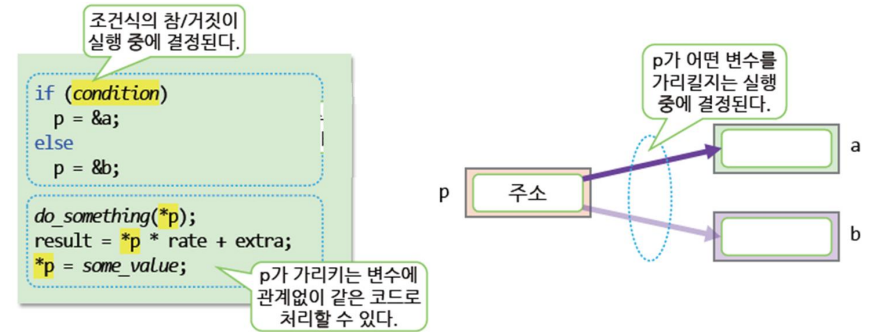 조건식의 참/거짓이
실행 중에 결정된다.
if (condition)
p = &a;
else
p = &b;
do_something(*p);
result = *p * rate + extra;
*p = some_value;
p가 가리키는 변수에
관계없이 같은 코드로
처리할 수 있다.
p가 어떤 변수를
가리킬지는 실행
중에 결정된다.
p
주소
a
b